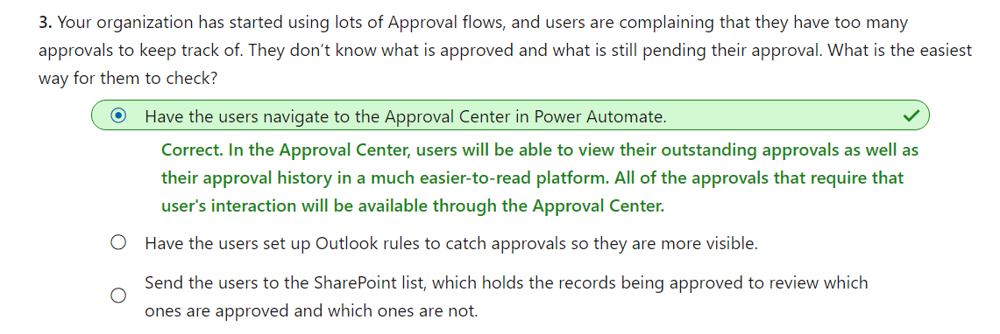 3. Your organization has started using lots of Approval flows, and users are complaining that they have too many
approvals to keep track of. They don’t know what is approved and what is still pending their approval. What is the easiest
way for them to check?
Have the users navigate to the Approval Center in Power Automate.
Correct. In the Approval Center, users will be able to view their outstanding approvals as well as
their approval history in a much easier-to-read platform. All of the approvals that require that
user's interaction will be available through the Approval Center.
Have the users set up Outlook rules to catch approvals so they are more visible.
Send the users to the SharePoint list, which holds the records being approved to review which
ones are approved and which ones are not.